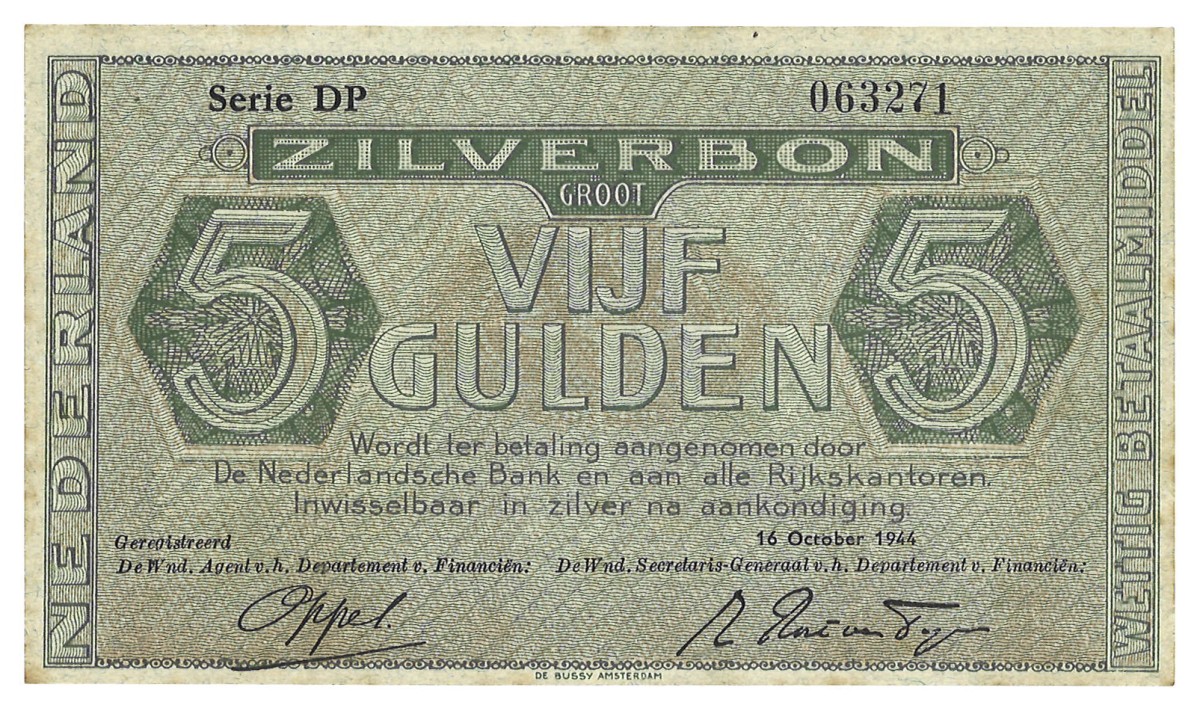 Serie DP 063271
ZILVERBON
GROOT
5 VIJF 5
GULDEN
Wordt ter betaling aangenomen door
De Nederlandsche Bank en aan alle Rijkskantoren.
Inwisselbaar in zilver na aankondiging.
Geregistreerd 16 October 1944
De Wnd. Agent v. h. Departement v. Financiën: De Wnd. Secretaris-Generaal v. h. Departement v. Financiën:
Oppel.
DE BUSSY AMSTERDAM
NEDERLAND
WETTIG BETAALMIDDEL